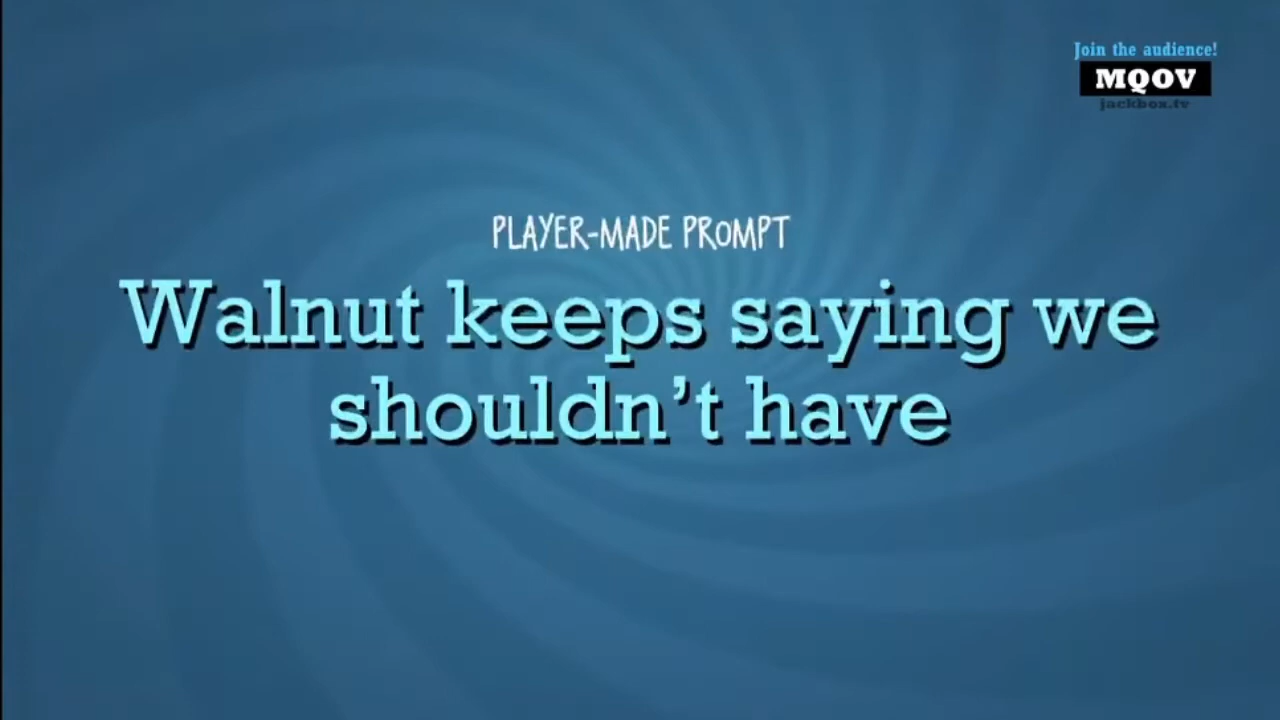 Join the audience!
MQOV
jackbox.tv
PLAYER-MADE PROMPT
Walnut keeps saying we
shouldn't have